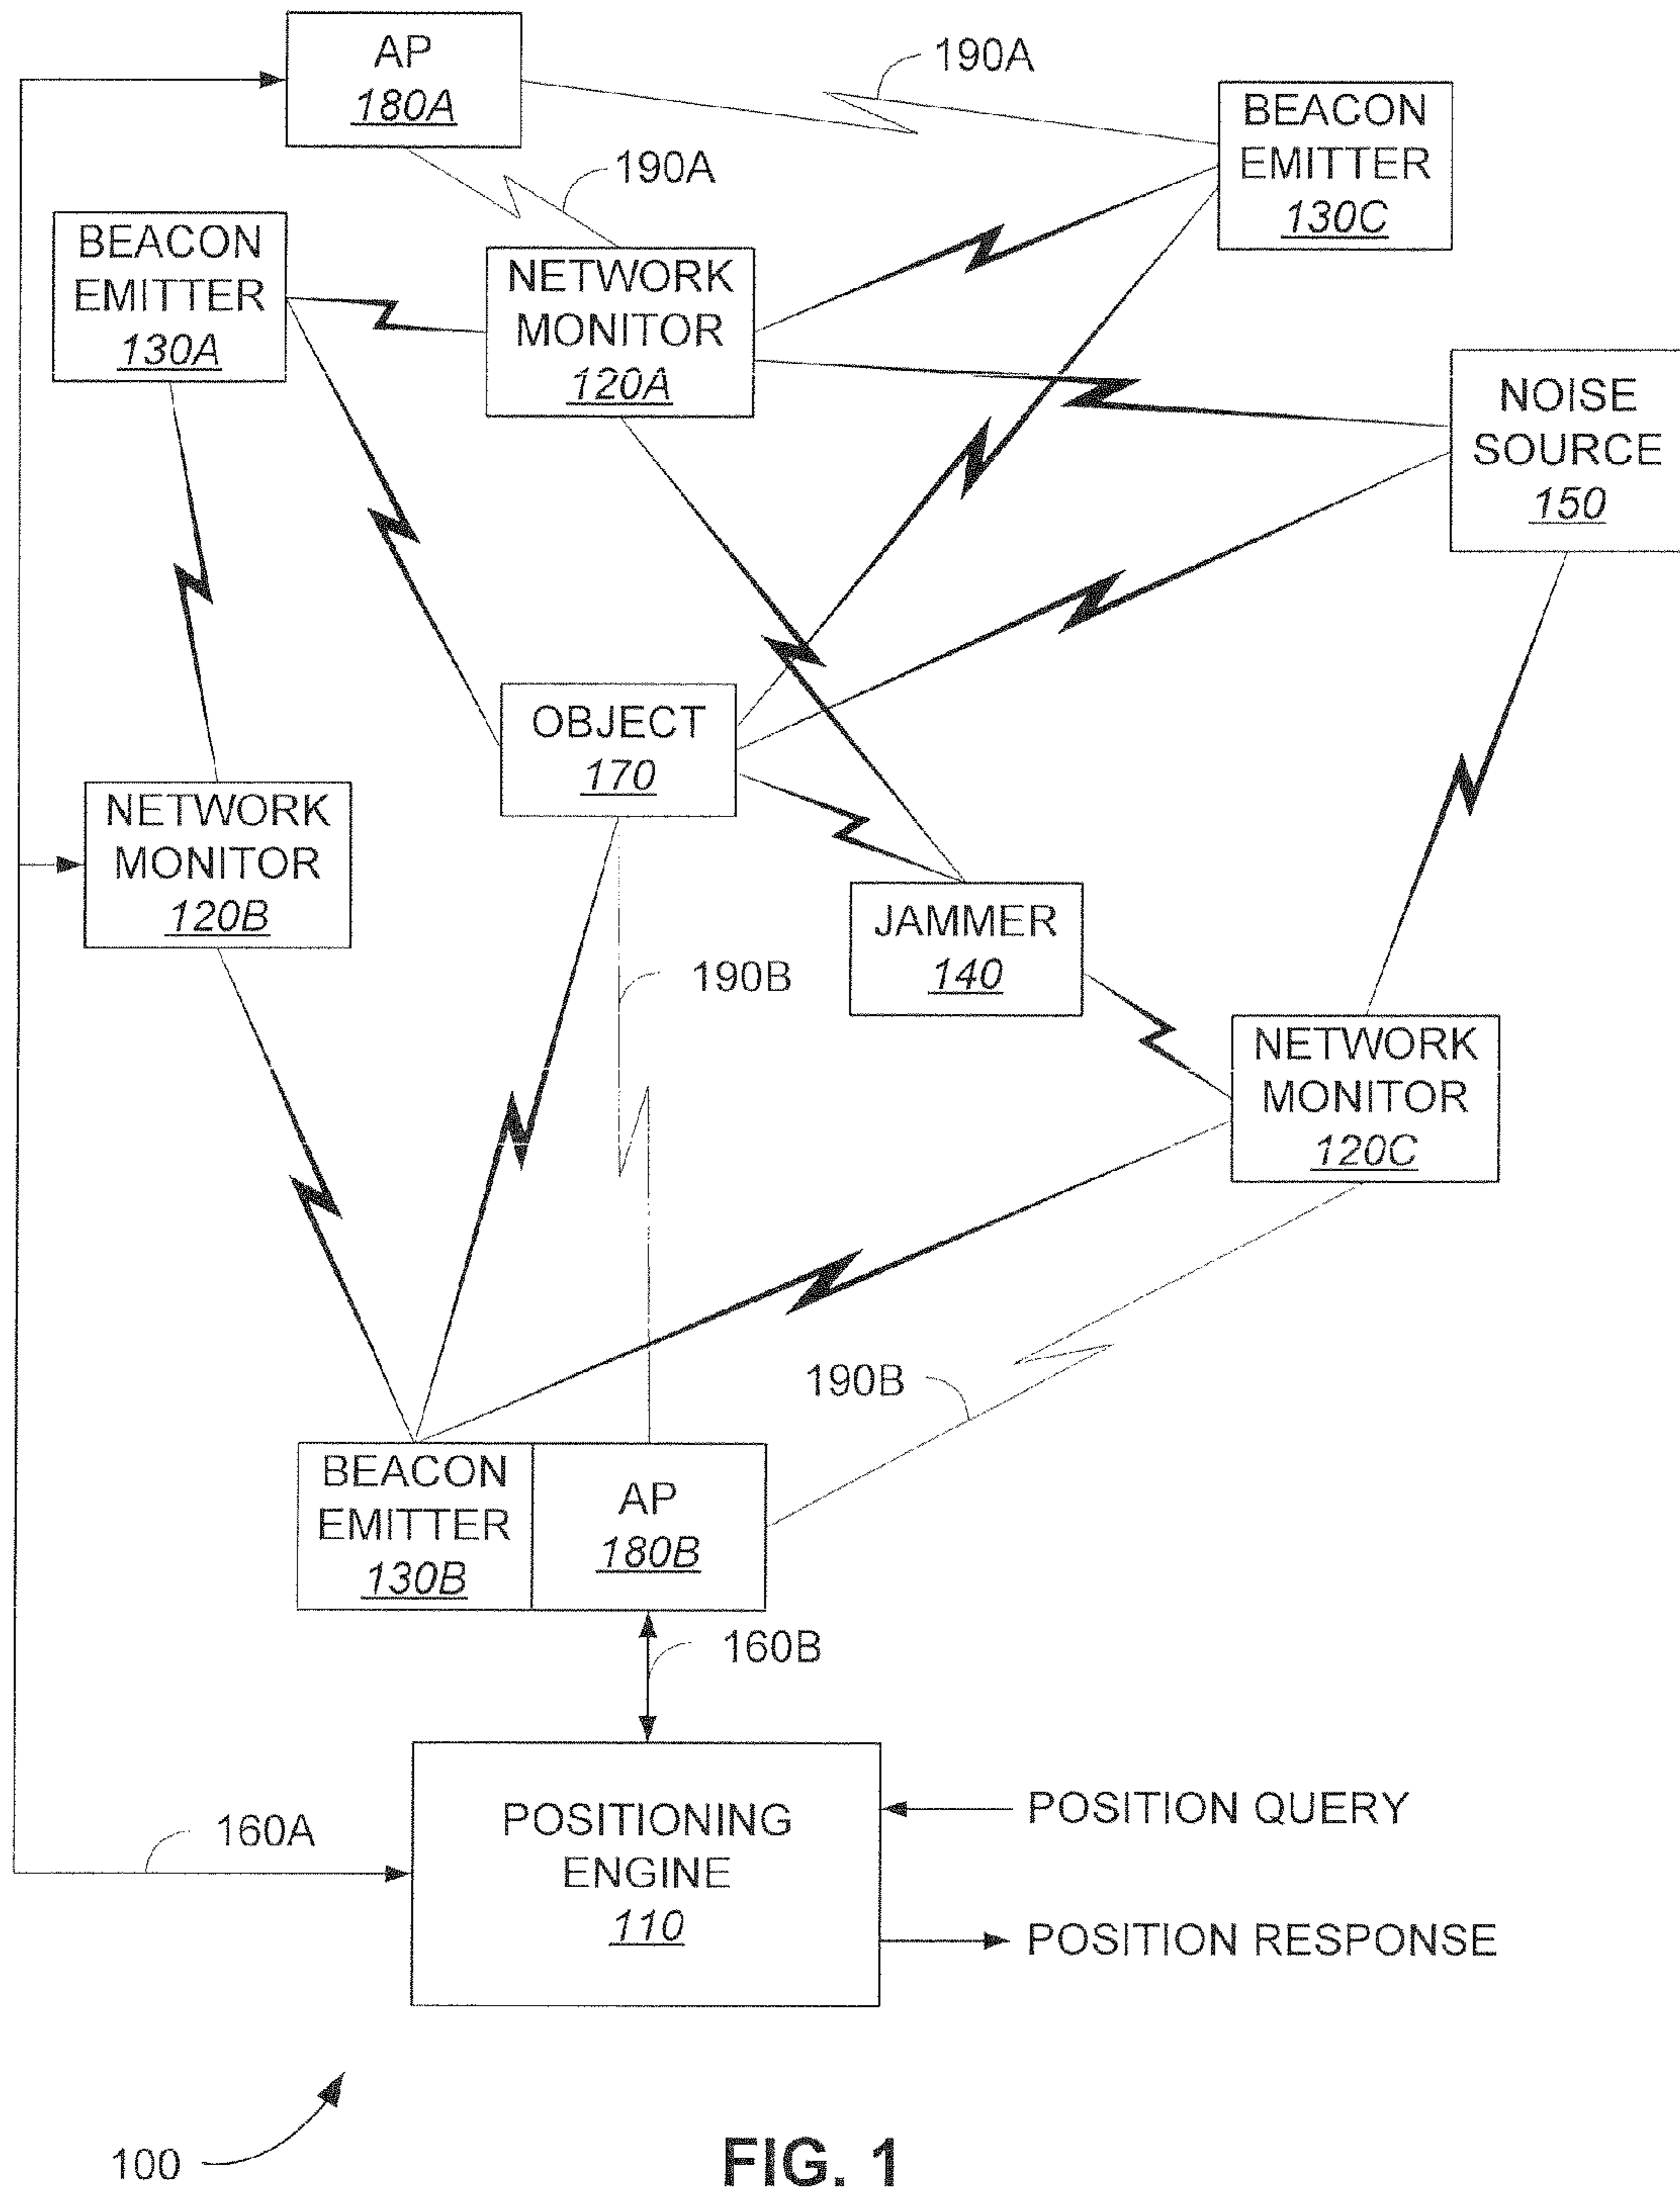 AP
180A
190A
BEACON
EMITTER
130C
190A
BEACON
EMITTER
130A
NETWORK
MONITOR
120A
NOISE
SOURCE
150
OBJECT
170
NETWORK
MONITOR
120B
JAMMER
140
190B
NETWORK
MONITOR
120C
190B
BEACON
EMITTER
130B
AP
180B
160B
POSITIONING
ENGINE
110
POSITION QUERY
160A
POSITION RESPONSE
100
FIG. 1